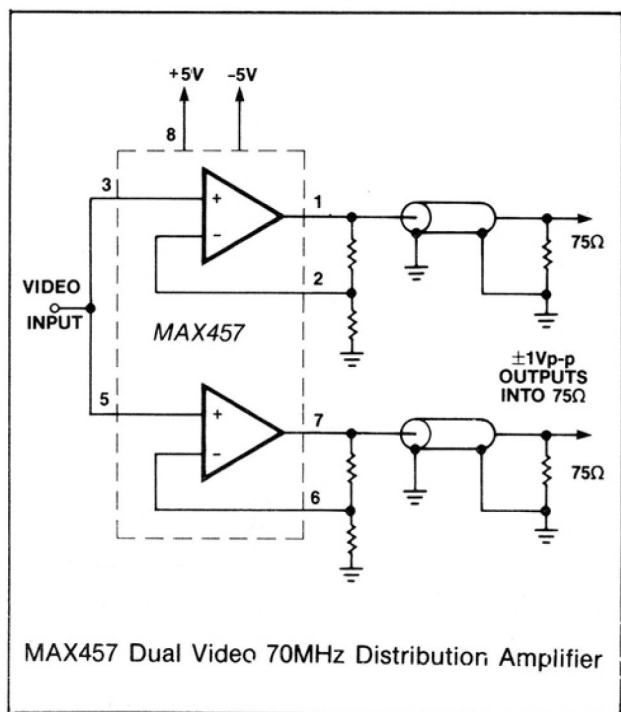 +5V -5V
8
3
1
+
-
75Ω
2
VIDEO
INPUT
MAX457
±1Vp-p
OUTPUTS
INTO 75Ω
5
7
+
-
75Ω
6
MAX457 Dual Video 70MHz Distribution Amplifier